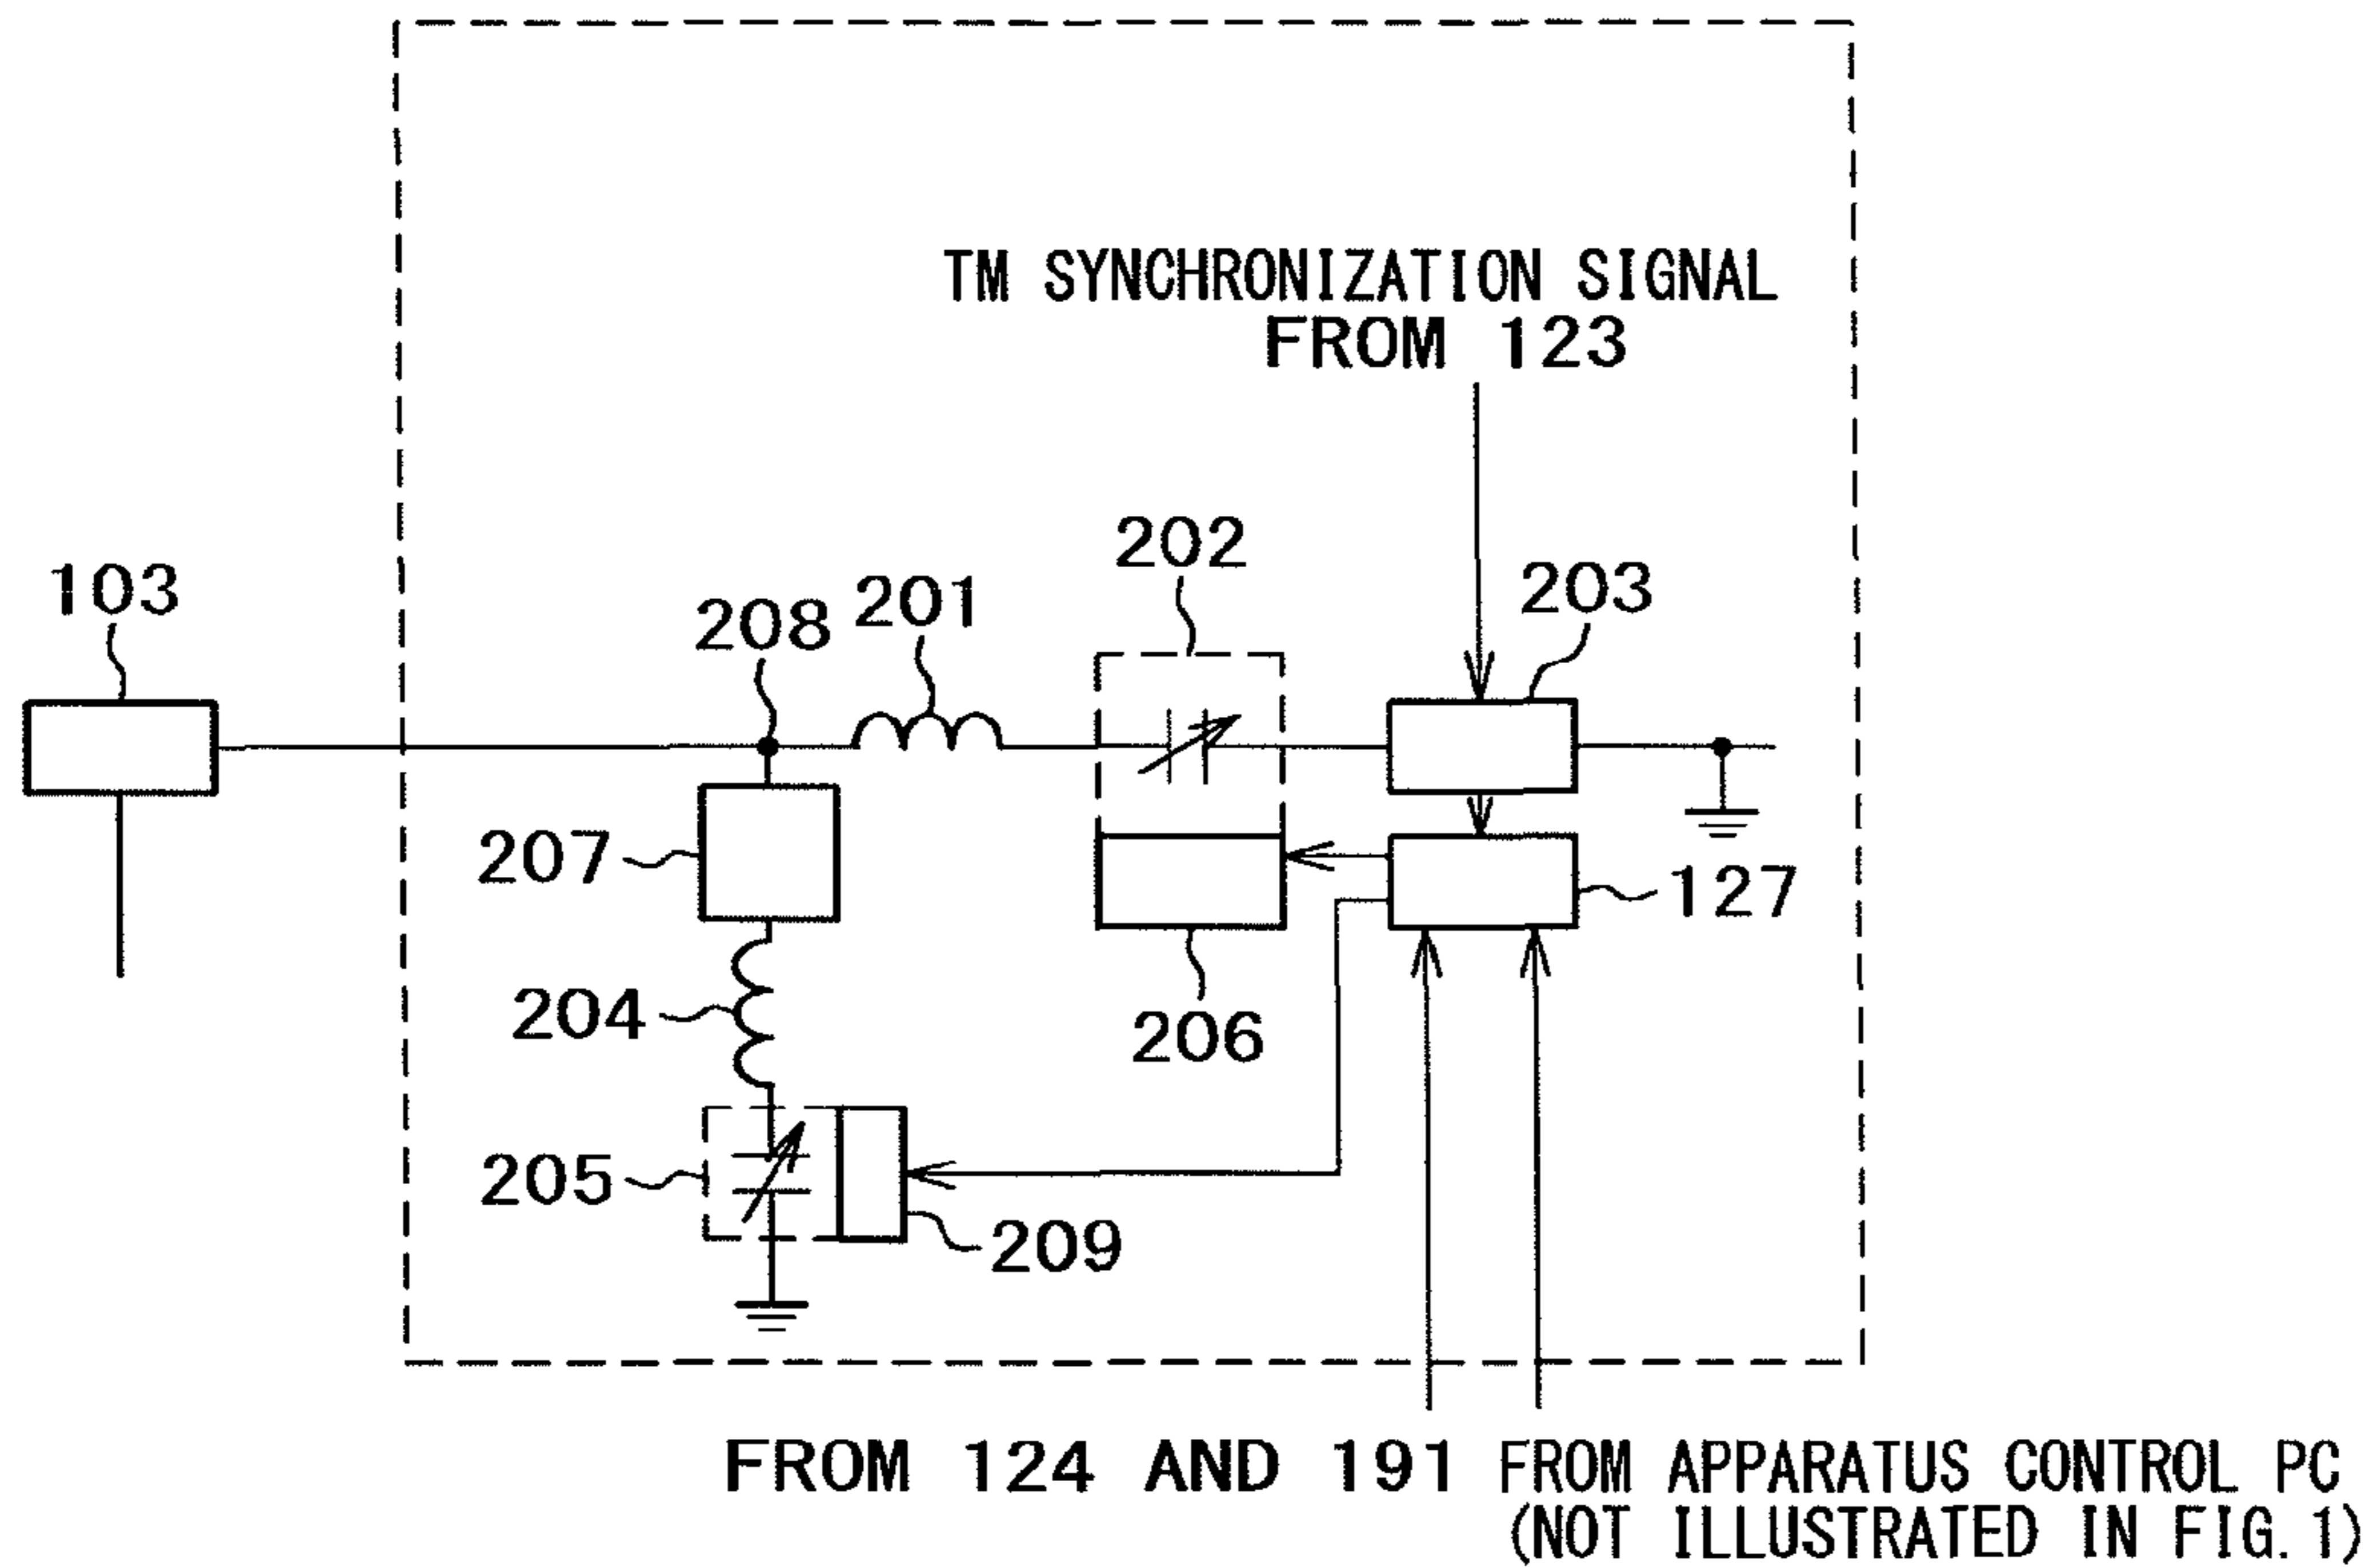 TM SYNCHRONIZATION SIGNAL
FROM 123
202
103
201
203
208
207
127
204
206
205
209
FROM 124 AND 191
FROM APPARATUS CONTROL PC
(NOT ILLUSTRATED IN FIG.1)